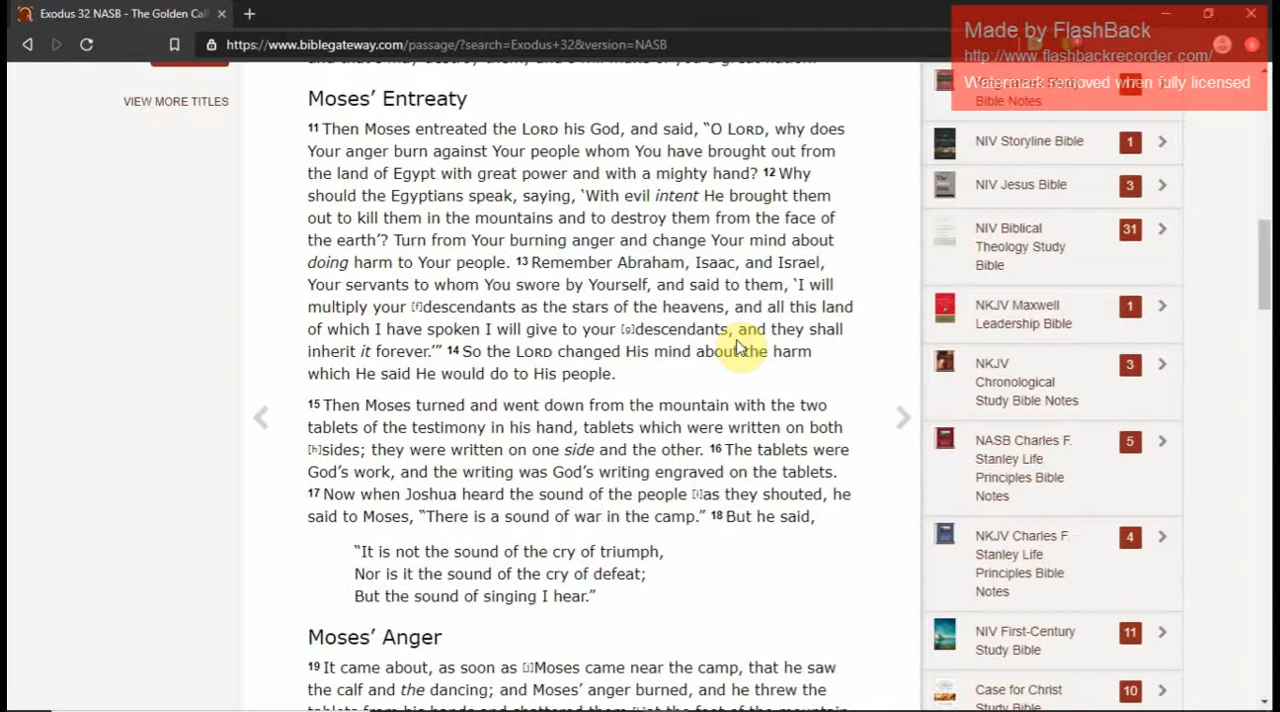 Exodus 32 NASB - The Golden Cal
https://www.biblegateway.com/passage/?search=Exodus+32&version=NASB
Made by FlashBack
http://www.flashbackrecorder.com/
Watermark removed when fully licensed
VIEW MORE TITLES
Moses’ Entreaty
11 Then Moses entreated the LORD his God, and said, “O LORD, why does
Your anger burn against Your people whom You have brought out from
the land of Egypt with great power and with a mighty hand? 12 Why
should the Egyptians speak, saying, ‘With evil intent He brought them
out to kill them in the mountains and to destroy them from the face of
the earth’? Turn from Your burning anger and change Your mind about
doing harm to Your people. 13 Remember Abraham, Isaac, and Israel,
Your servants to whom You swore by Yourself, and said to them, ‘I will
multiply your [f]descendants as the stars of the heavens, and all this land
of which I have spoken I will give to your [g]descendants, and they shall
inherit it forever.’” 14 So the LORD changed His mind about the harm
which He said He would do to His people.
15 Then Moses turned and went down from the mountain with the two
tablets of the testimony in his hand, tablets which were written on both
[h]sides; they were written on one side and the other. 16 The tablets were
God’s work, and the writing was God’s writing engraved on the tablets.
17 Now when Joshua heard the sound of the people [i]as they shouted, he
said to Moses, “There is a sound of war in the camp.” 18 But he said,
“It is not the sound of the cry of triumph,
Nor is it the sound of the cry of defeat;
But the sound of singing I hear.”
Moses’ Anger
19 It came about, as soon as [j]Moses came near the camp, that he saw
the calf and the dancing; and Moses’ anger burned, and he threw the
Bible Notes
NIV Storyline Bible 1
NIV Jesus Bible 3
NIV Biblical 31
Theology Study
Bible
NKJV Maxwell 1
Leadership Bible
NKJV 3
Chronological
Study Bible Notes
NASB Charles F. 5
Stanley Life
Principles Bible
Notes
NKJV Charles F. 4
Stanley Life
Principles Bible
Notes
NIV First-Century 11
Study Bible
Case for Christ 10